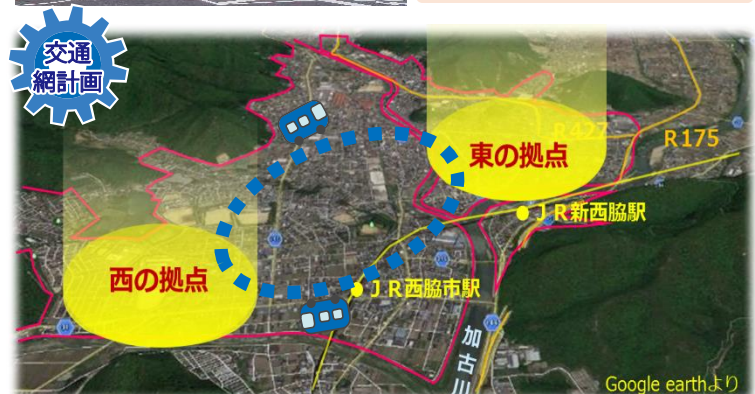 交通
網計画
R427
R175
東の拠点
JR新西脇駅
西の拠点
JR西脇市駅
加古川
Google earthより